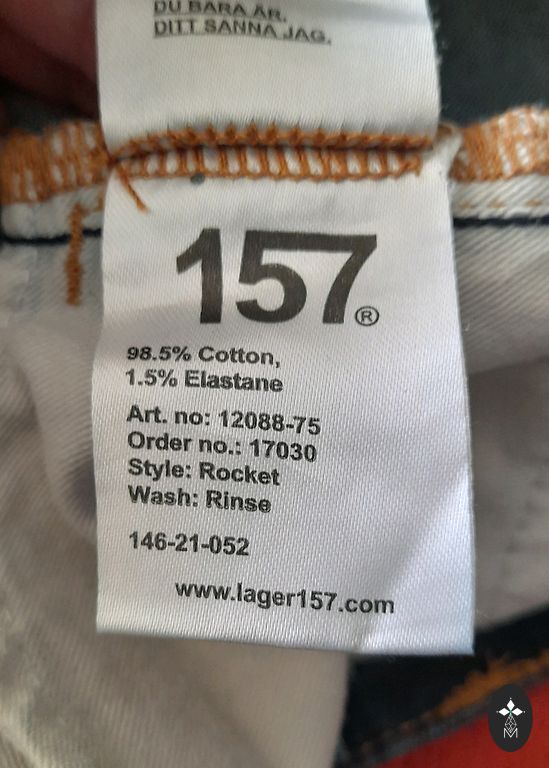 DU BARA ÄR.
DITT SANNA JAG.
157®
98.5% Cotton,
1.5% Elastane
Art. no: 12088-75
Order no.: 17030
Style: Rocket
Wash: Rinse
146-21-052
www.lager157.com
M